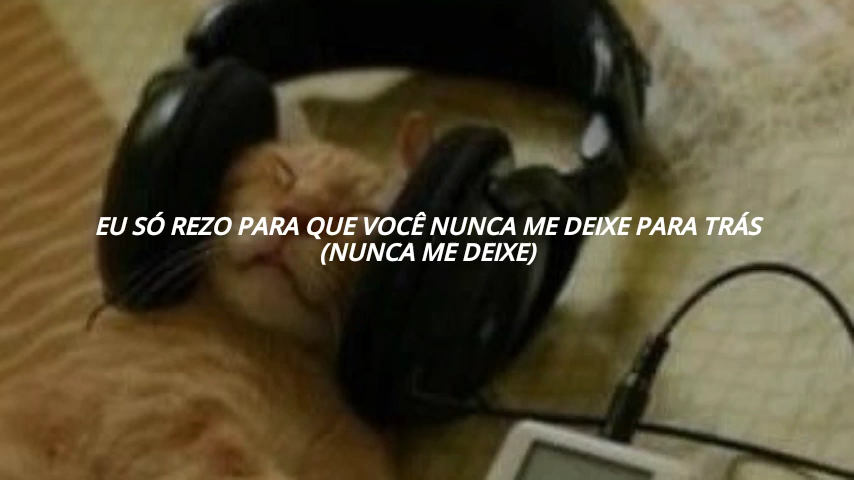 EU SÓ REZO PARA QUE VOCÊ NUNCA ME DEIXE PARA TRÁS
(NUNCA ME DEIXE)